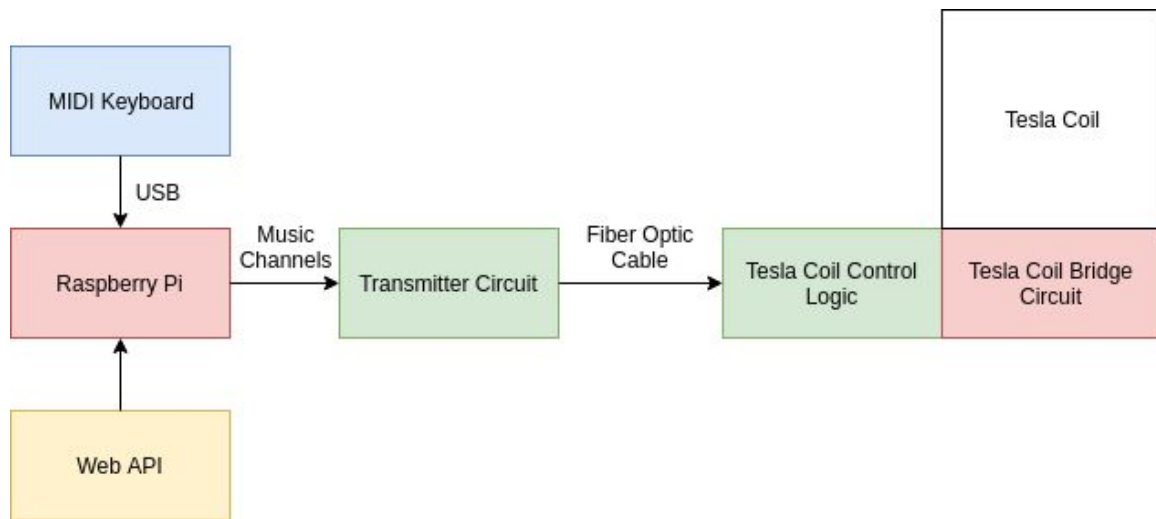 Tesla Coil
MIDI Keyboard
USB
Raspberry Pi
Music
Channels
Transmitter Circuit
Fiber Optic
Cable
Tesla Coil Control
Logic
Tesla Coil Bridge
Circuit
Web API